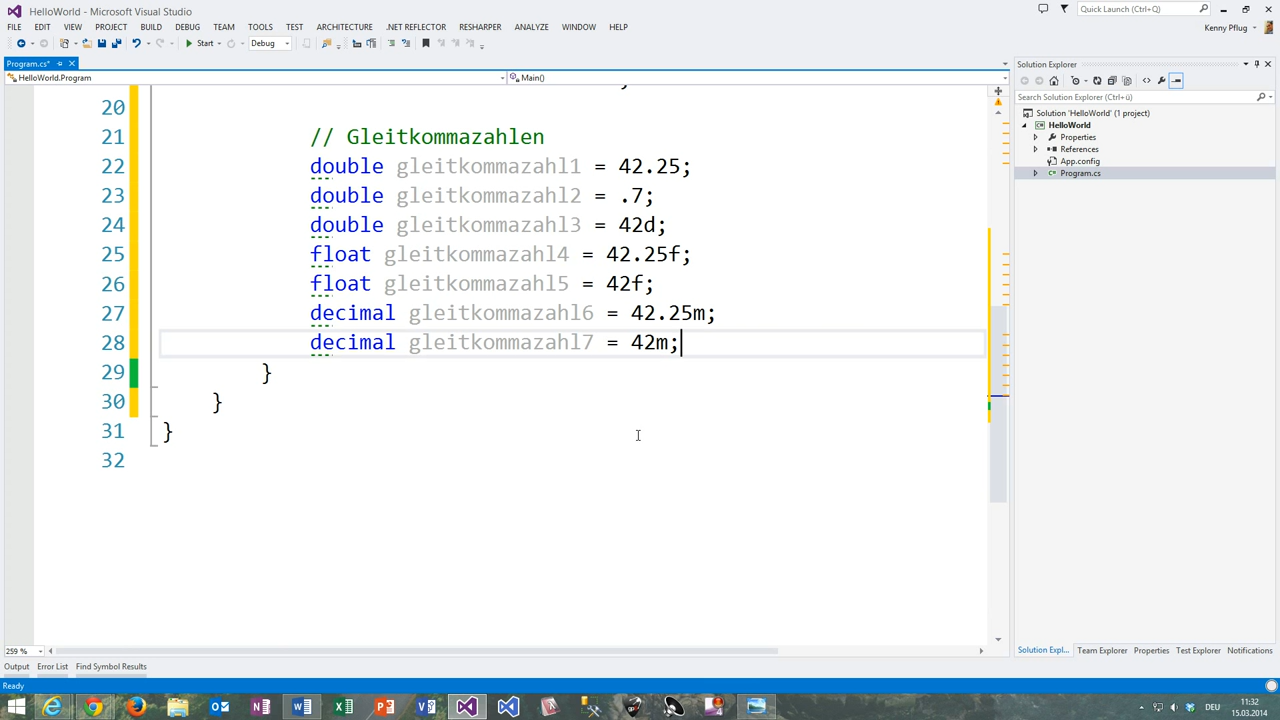 HelloWorld - Microsoft Visual Studio
Quick Launch (Ctrl+Q)
FILE EDIT VIEW PROJECT BUILD DEBUG TEAM TOOLS TEST ARCHITECTURE .NET REFLECTOR RESHARPER ANALYZE WINDOW HELP
Kenny Pflug
Start Debug
Program.cs*
HelloWorld.Program
Main()
20
21 // Gleitkommazahlen
22 double gleitkommazahl1 = 42.25;
23 double gleitkommazahl2 = .7;
24 double gleitkommazahl3 = 42d;
25 float gleitkommazahl4 = 42.25f;
26 float gleitkommazahl5 = 42f;
27 decimal gleitkommazahl6 = 42.25m;
28 decimal gleitkommazahl7 = 42m;
29 }
30 }
31 }
32
259 %
Solution Explorer
Search Solution Explorer (Ctrl+ü)
Solution 'HelloWorld' (1 project)
HelloWorld
Properties
References
App.config
Program.cs
Solution Expl... Team Explorer Properties Test Explorer Notifications
Output Error List Find Symbol Results
Ready
DEU
11:32
15.03.2014